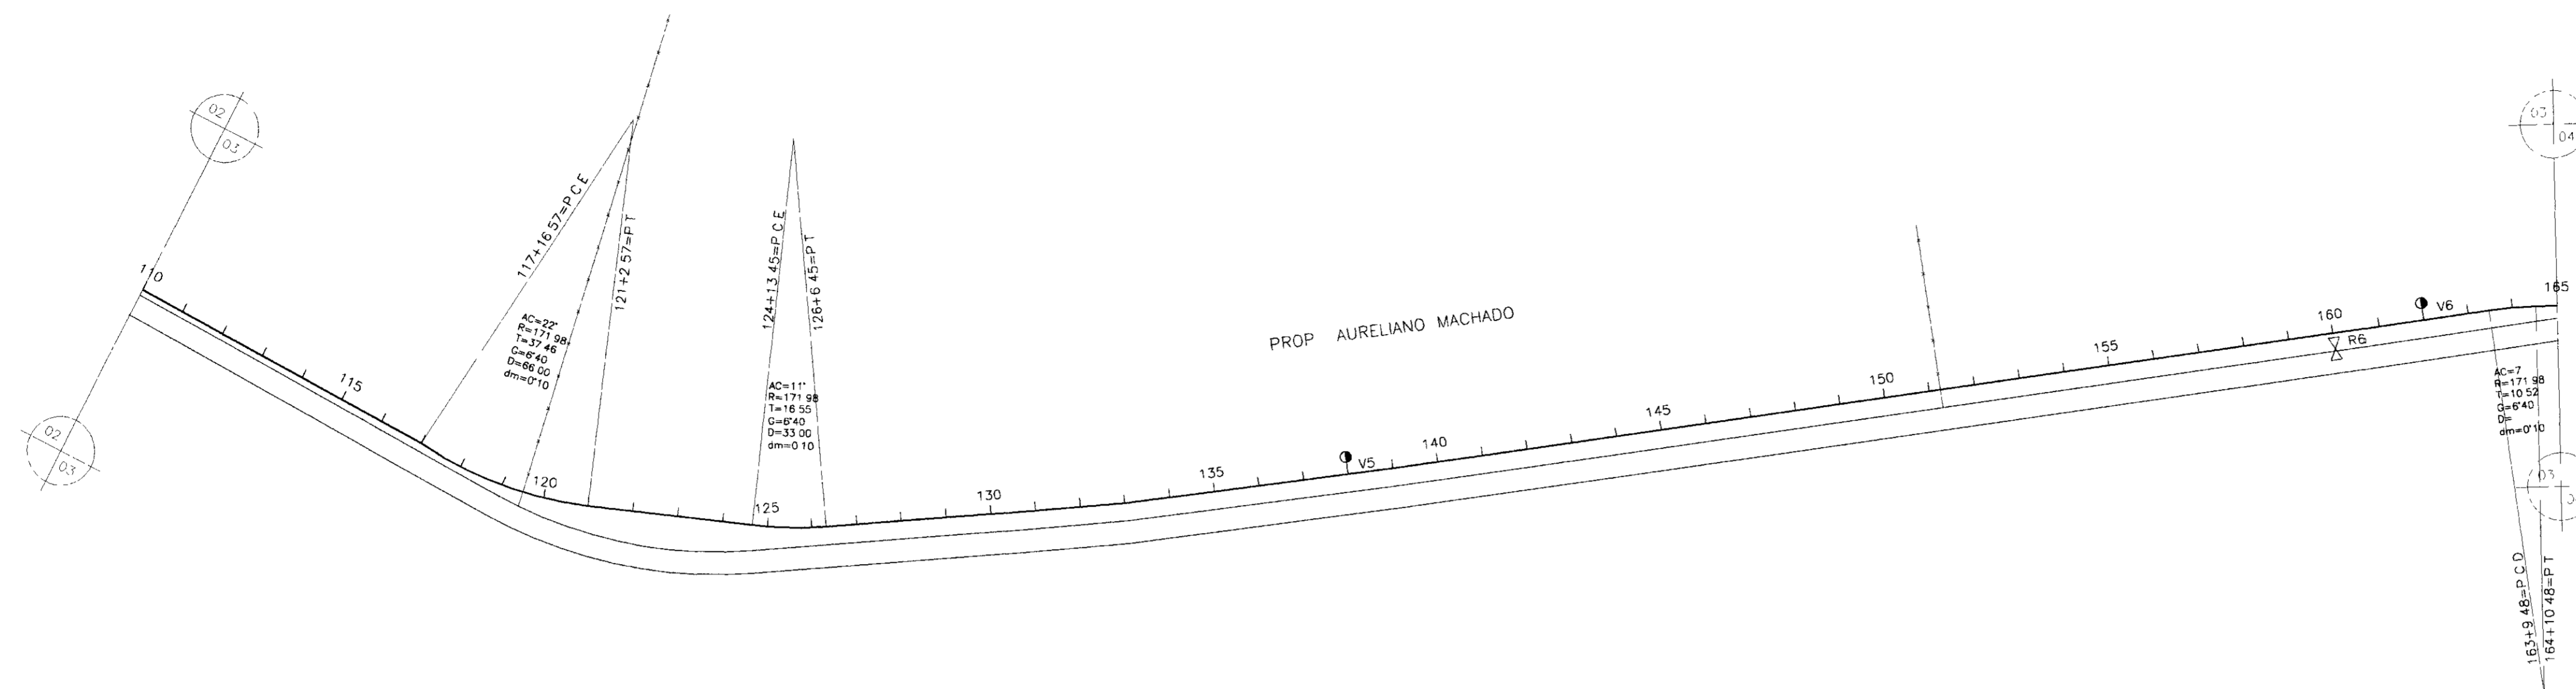 02
03
02
03
110
115
117+16 57=P C E
AC=22°
R=171 98
T=37 46
G=6°40
D=66 00
dm=0°10
120
121+2 57=P T
124+13 45=P C E
126+6 45=P T
AC=11°
R=171 98
T=16 55
G=6°40
D=33 00
dm=0 10
125
130
PROP AURELIANO MACHADO
135
V5
140
145
150
155
160
R6
V6
165
03
04
AC=7
R=171 98
T=10 52
G=6°40
D=
dm=0°10
03
163+9 48=P C D
164+10 48=P T